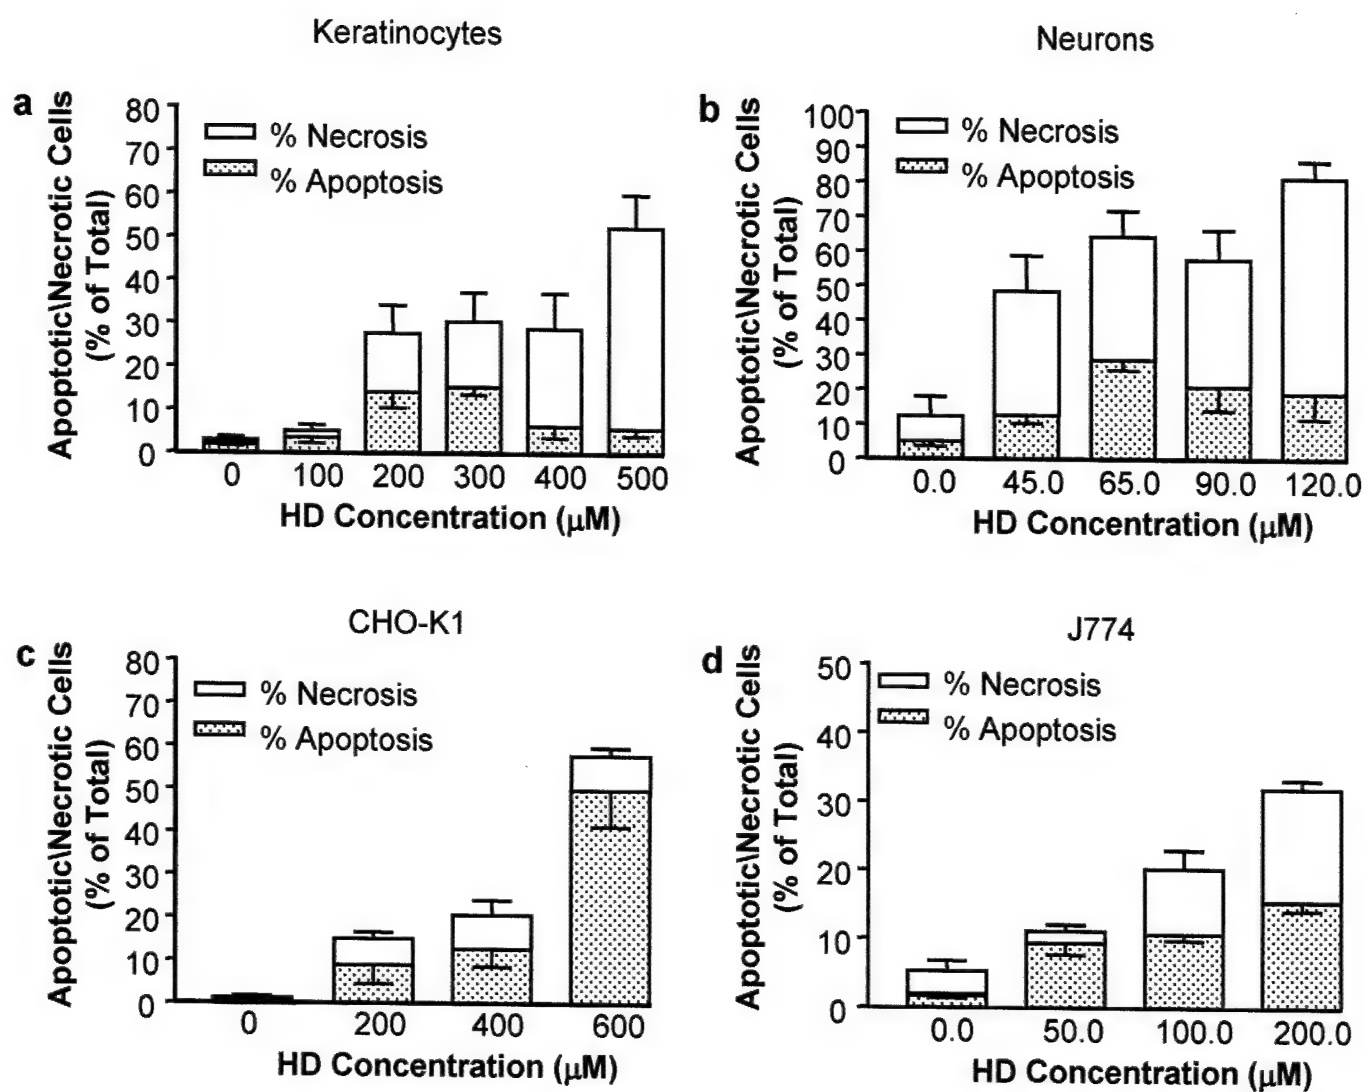 Keratinocytes
a
Apoptotic\Necrotic Cells
(% of Total)
80
70
60
50
40
30
20
10
0
% Necrosis
% Apoptosis
0 100 200 300 400 500
HD Concentration (μM)
Neurons
b
Apoptotic\Necrotic Cells
(% of Total)
100
90
80
70
60
50
40
30
20
10
0
% Necrosis
% Apoptosis
0.0 45.0 65.0 90.0 120.0
HD Concentration (μM)
CHO-K1
c
Apoptotic\Necrotic Cells
(% of Total)
80
70
60
50
40
30
20
10
0
% Necrosis
% Apoptosis
0 200 400 600
HD Concentration (μM)
J774
d
Apoptotic\Necrotic Cells
(% of Total)
50
40
30
20
10
0
% Necrosis
% Apoptosis
0.0 50.0 100.0 200.0
HD Concentration (μM)